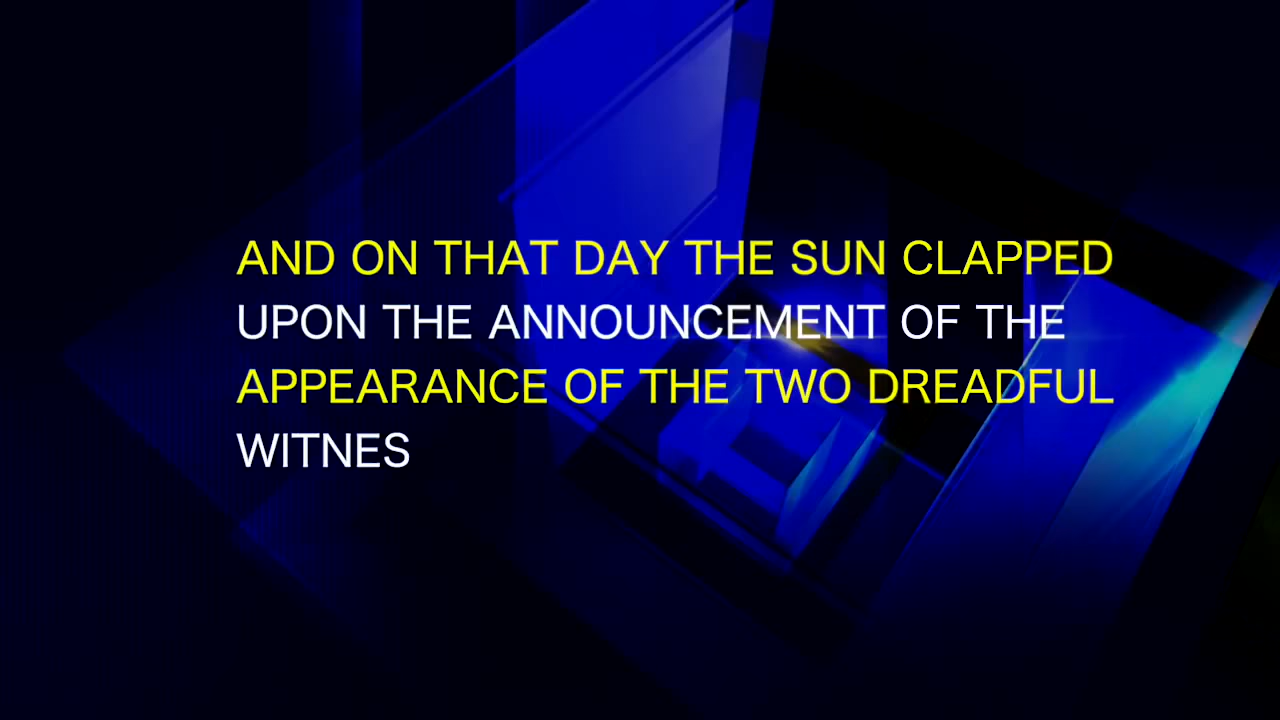 AND ON THAT DAY THE SUN CLAPPED
UPON THE ANNOUNCEMENT OF THE
APPEARANCE OF THE TWO DREADFUL
WITNES